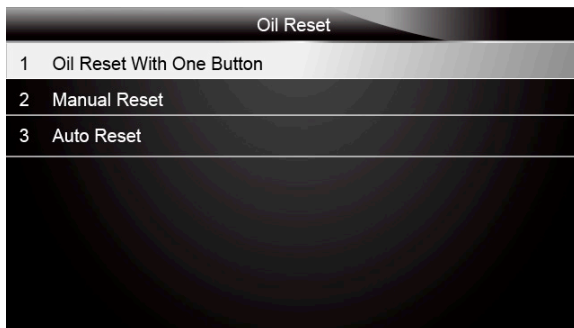 Oil Reset
1 Oil Reset With One Button
2 Manual Reset
3 Auto Reset